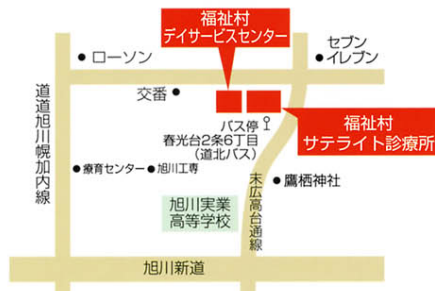 福祉村
デイサービスセンター
セブン
イレブン
ローソン
交番
バス停
春光台2条6丁目
(道北バス)
福祉村
サテライト診療所
道道旭川幌加内線
療育センター
旭川工専
末広高台通線
鷹栖神社
旭川実業
高等学校
旭川新道